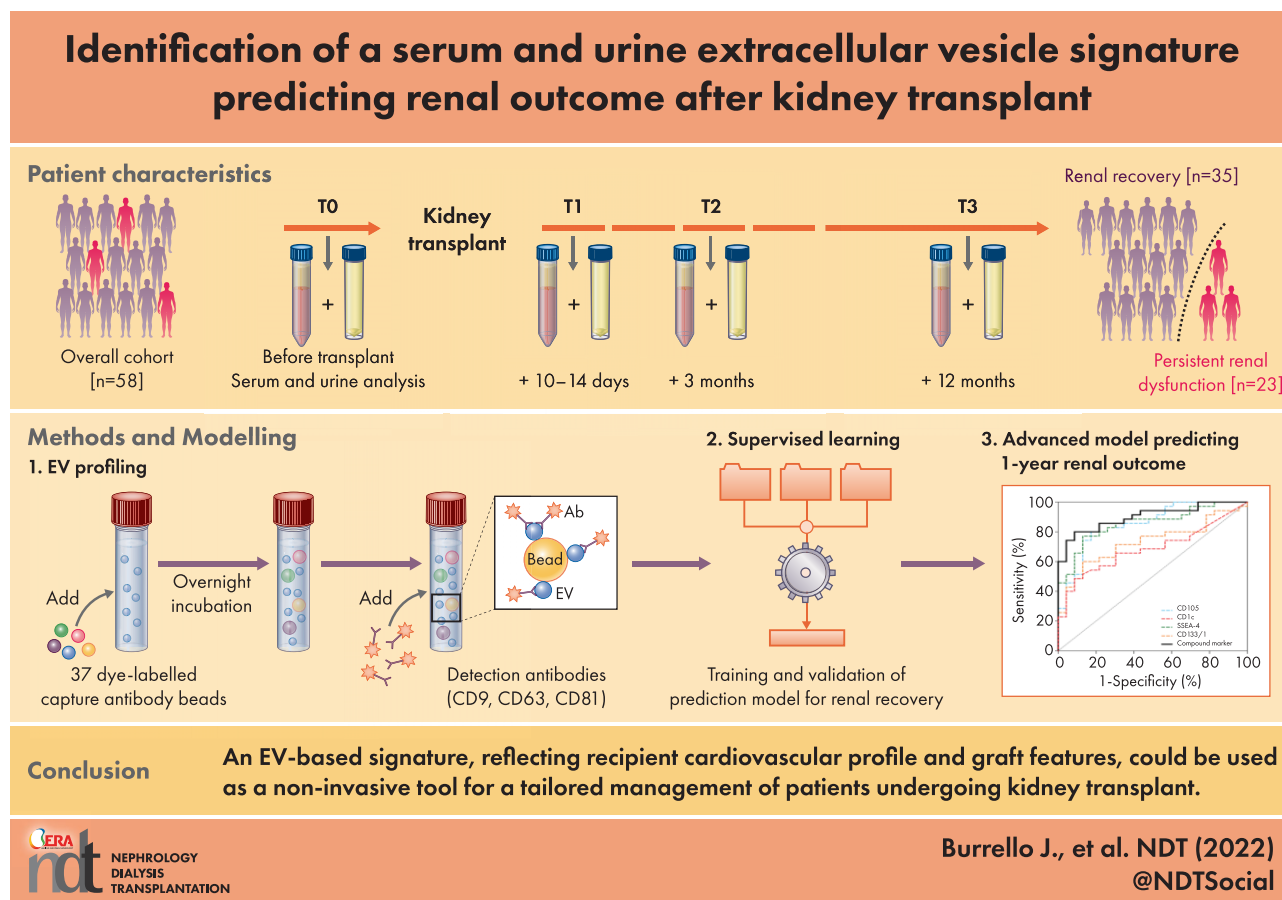 Identification of a serum and urine extracellular vesicle signature
predicting renal outcome after kidney transplant
Patient characteristics
Overall cohort
[n=58]
T0
+
Before transplant
Serum and urine analysis
Kidney
transplant
T1
+
+ 10–14 days
T2
+
+ 3 months
T3
+
+ 12 months
Renal recovery [n=35]
Persistent renal
dysfunction [n=23]
Methods and Modelling
1. EV profiling
Add
37 dye-labelled
capture antibody beads
Overnight
incubation
Add
Detection antibodies
(CD9, CD63, CD81)
Ab
Bead
EV
2. Supervised learning
Training and validation of
prediction model for renal recovery
3. Advanced model predicting
1-year renal outcome
Sensitivity (%)
100
80
60
40
20
0
CD105
CD1c
SSEA-4
CD133/1
Compound marker
0 20 40 60 80 100
1-Specificity (%)
Conclusion
An EV-based signature, reflecting recipient cardiovascular profile and graft features, could be used
as a non-invasive tool for a tailored management of patients undergoing kidney transplant.
ERA
ndt
NEPHROLOGY
DIALYSIS
TRANSPLANTATION
Burrello J., et al. NDT (2022)
@NDTSocial